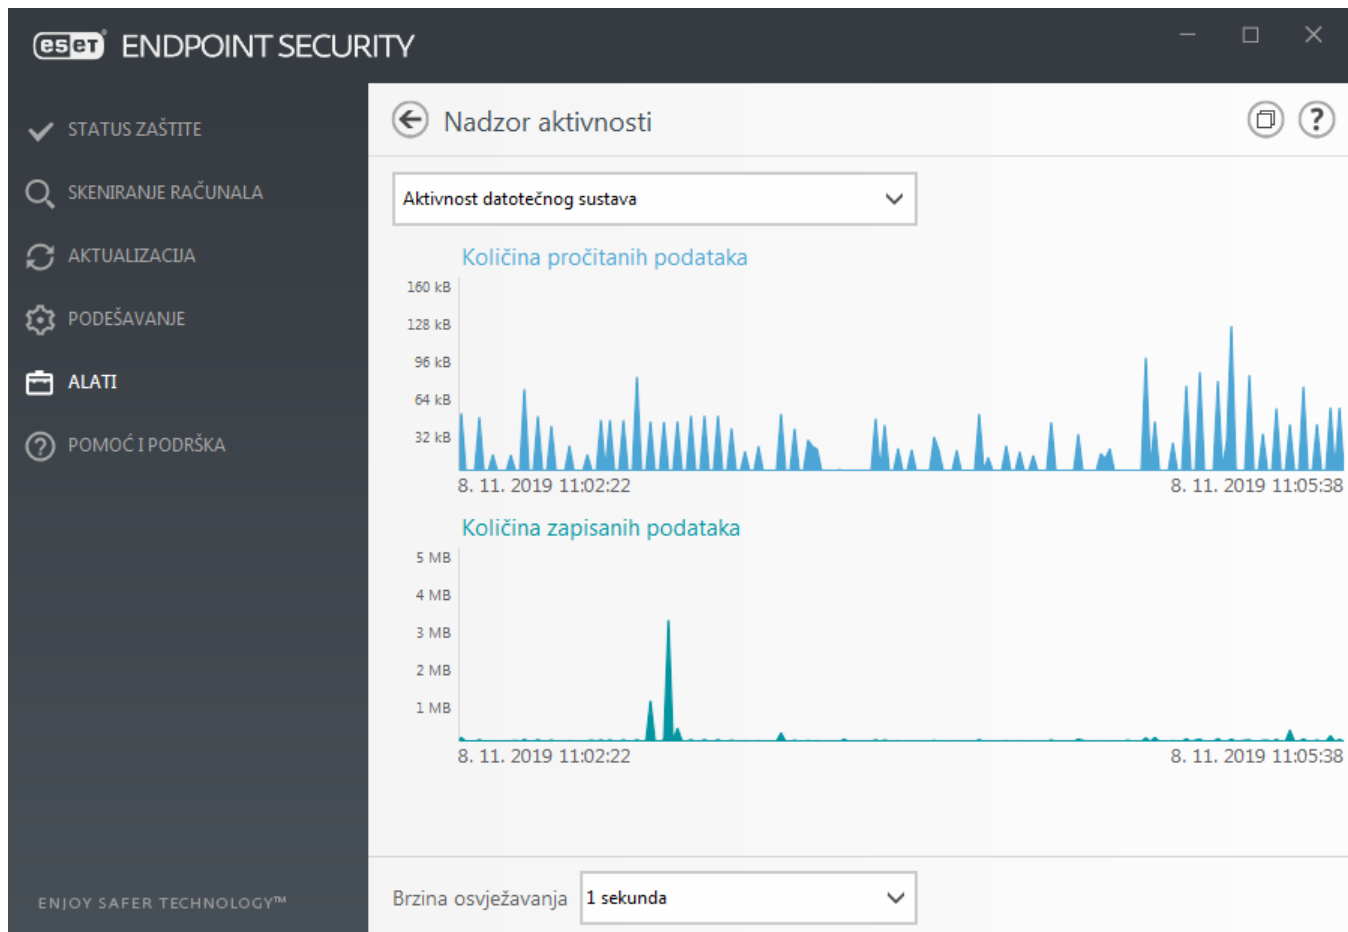 eset ENDPOINT SECURITY
STATUS ZAŠTITE
SKENIRANJE RAČUNALA
AKTUALIZACIJA
PODEŠAVANJE
ALATI
POMOĆ I PODRŠKA
ENJOY SAFER TECHNOLOGY™
Nadzor aktivnosti
Aktivnost datotečnog sustava
Količina pročitanih podataka
160 kB
128 kB
96 kB
64 kB
32 kB
8. 11. 2019 11:02:22 8. 11. 2019 11:05:38
Količina zapisanih podataka
5 MB
4 MB
3 MB
2 MB
1 MB
8. 11. 2019 11:02:22 8. 11. 2019 11:05:38
Brzina osvježavanja 1 sekunda